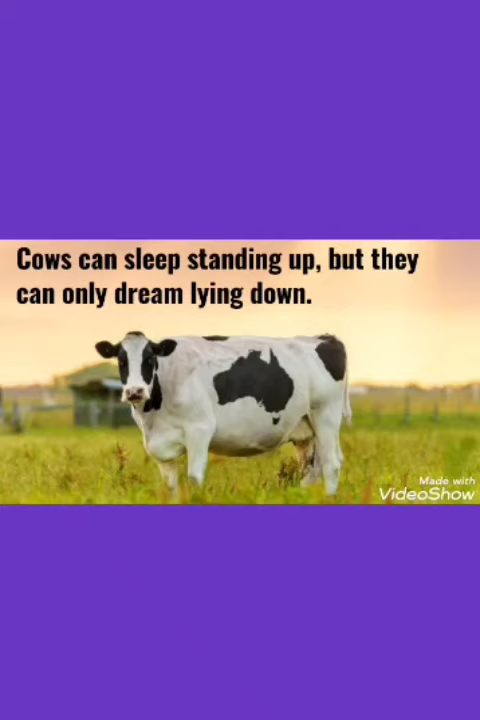 Cows can sleep standing up, but they
can only dream lying down.
Made with
VideoShow